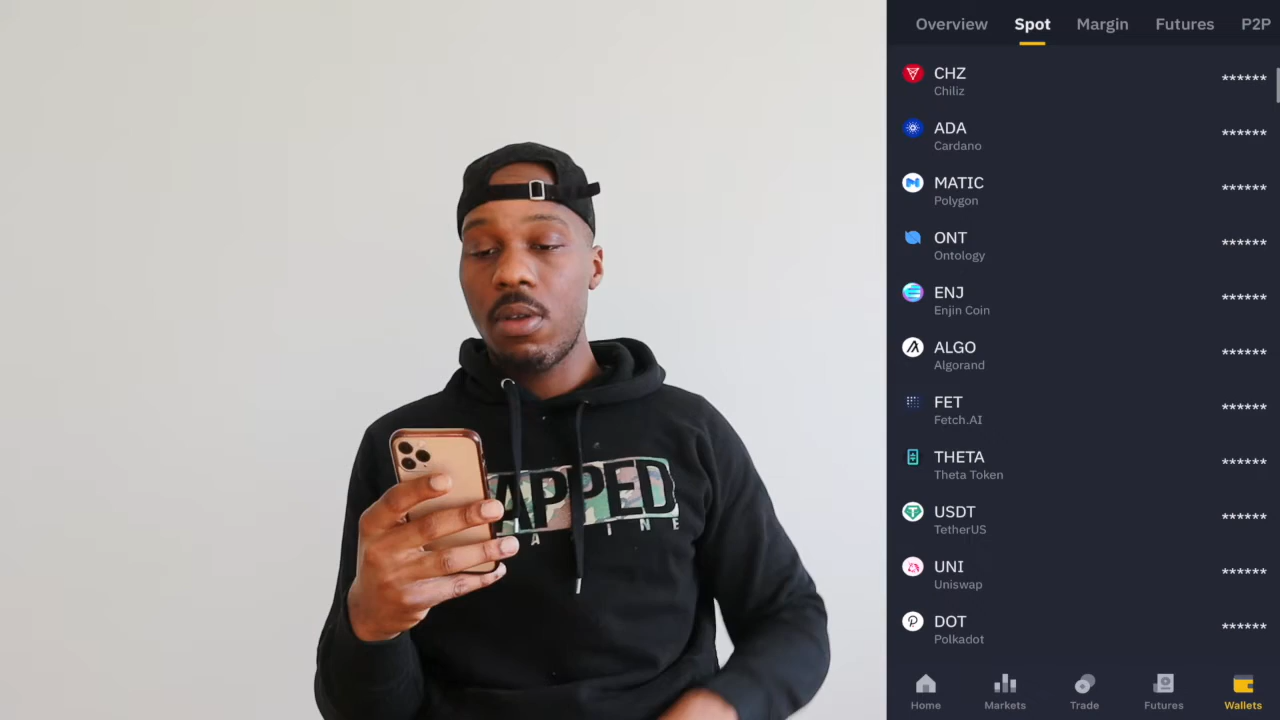 Overview Spot Margin Futures P2P
CHZ ******
Chiliz
ADA ******
Cardano
MATIC ******
Polygon
ONT ******
Ontology
ENJ ******
Enjin Coin
ALGO ******
Algorand
FET ******
Fetch.AI
THETA ******
Theta Token
USDT ******
TetherUS
UNI ******
Uniswap
DOT ******
Polkadot
Home Markets Trade Futures Wallets
APPED
A INE